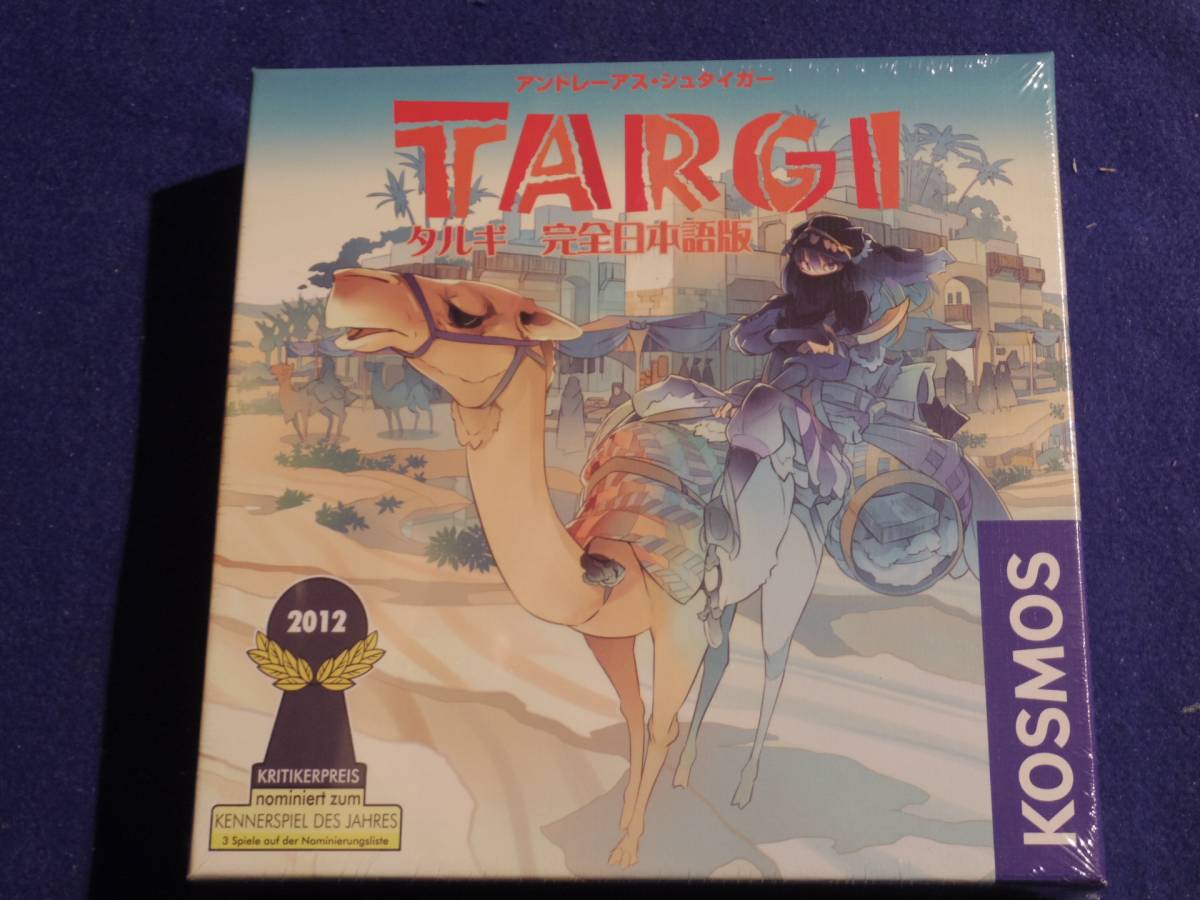 アンドレーアス・シュタイガー
TARGI
タルギ 完全日本語版
2012
KRITIKERPREIS
nominiert zum
KENNERSPIEL DES JAHRES
3 Spiele auf der Nominierungsliste
KOSMOS